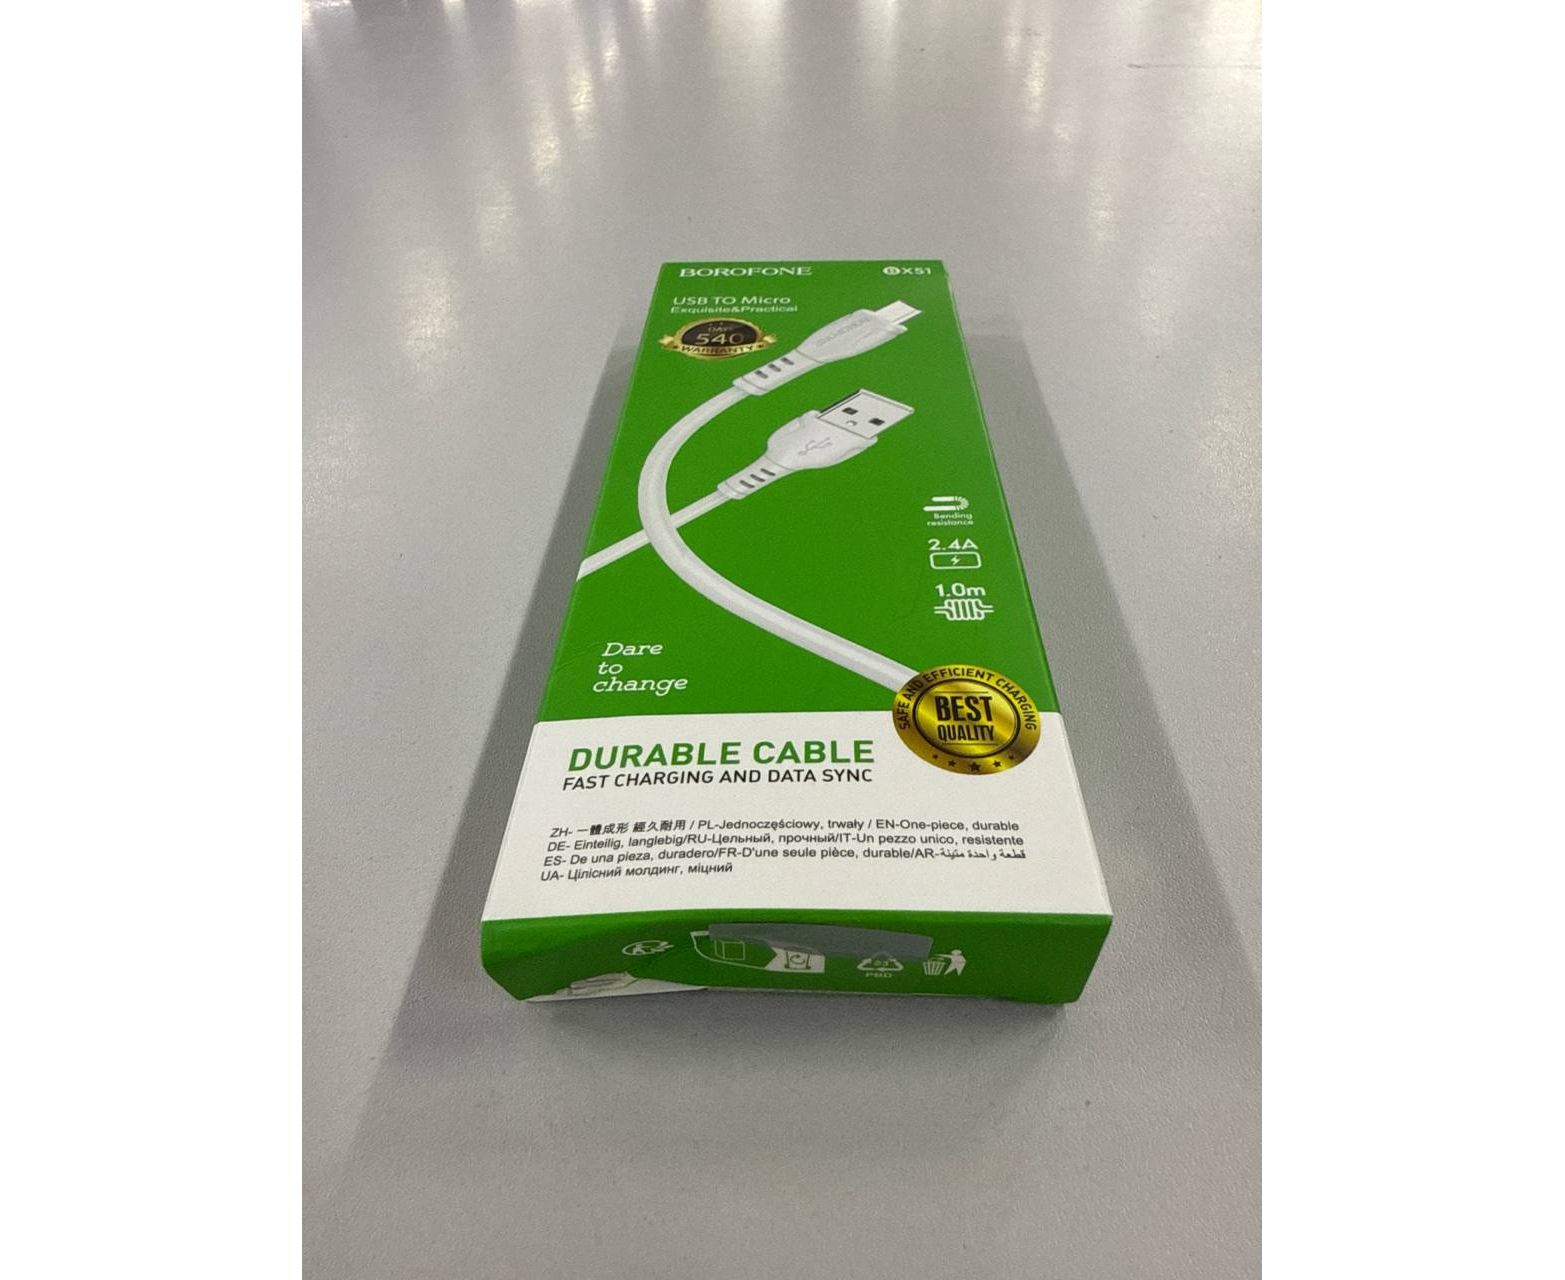 BOROFONE
BX51
USB TO Micro
Exquisite&Practical
DAY
540
WARRANTY
Bending
resistance
2.4A
1.0m
Dare
to
change
SAFE AND EFFICIENT CHARGING
BEST
QUALITY
DURABLE CABLE
FAST CHARGING AND DATA SYNC
ZH- 一體成形 經久耐用 / PL-Jednoczęściowy, trwały / EN-One-piece, durable
DE- Einteilig, langlebig/RU-Цельный, прочный/IT-Un pezzo unico, resistente
ES- De una pieza, duradero/FR-D'une seule pièce, durable/AR-قطعة واحدة متينة
UA- Цілісний молдинг, міцний
PBD